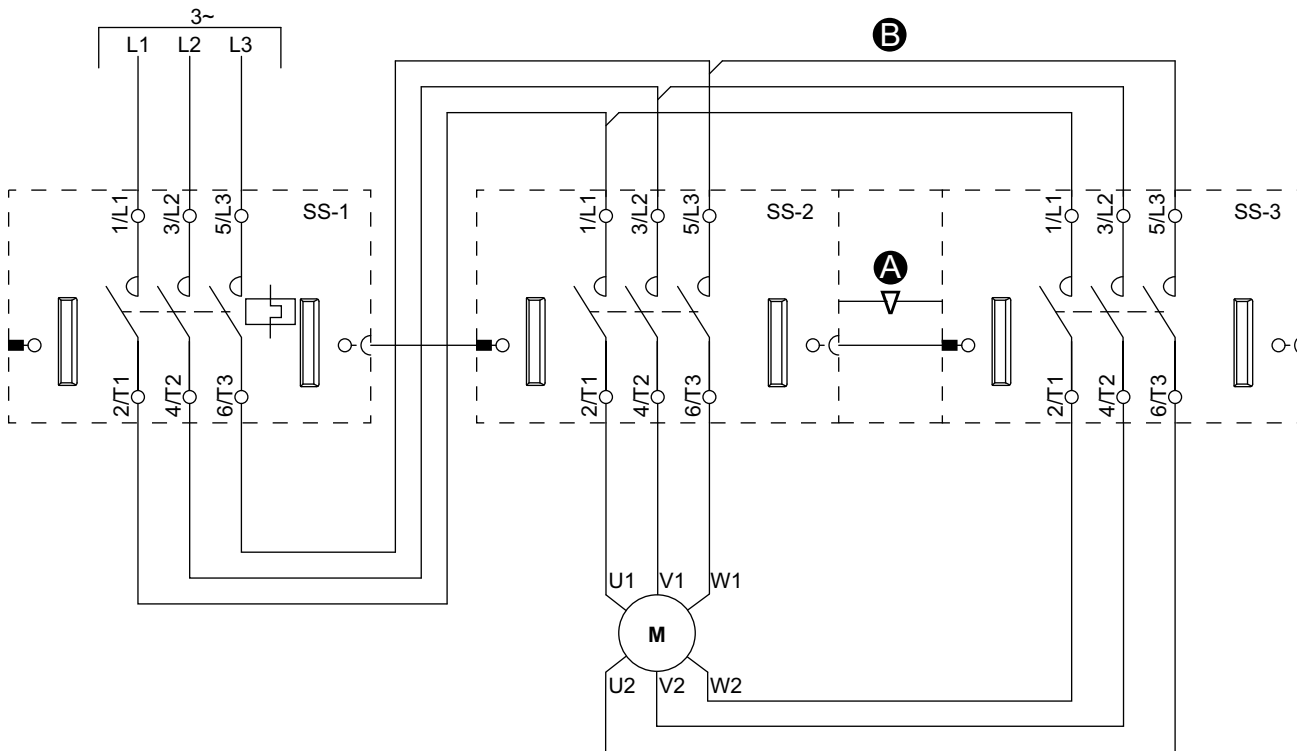 3~
L1 L2 L3
B
1/L1 3/L2 5/L3 SS-1
1/L1 3/L2 5/L3 SS-2
1/L1 3/L2 5/L3 SS-3
A
2/T1 4/T2 6/T3
2/T1 4/T2 6/T3
2/T1 4/T2 6/T3
U1 V1 W1
M
U2 V2 W2